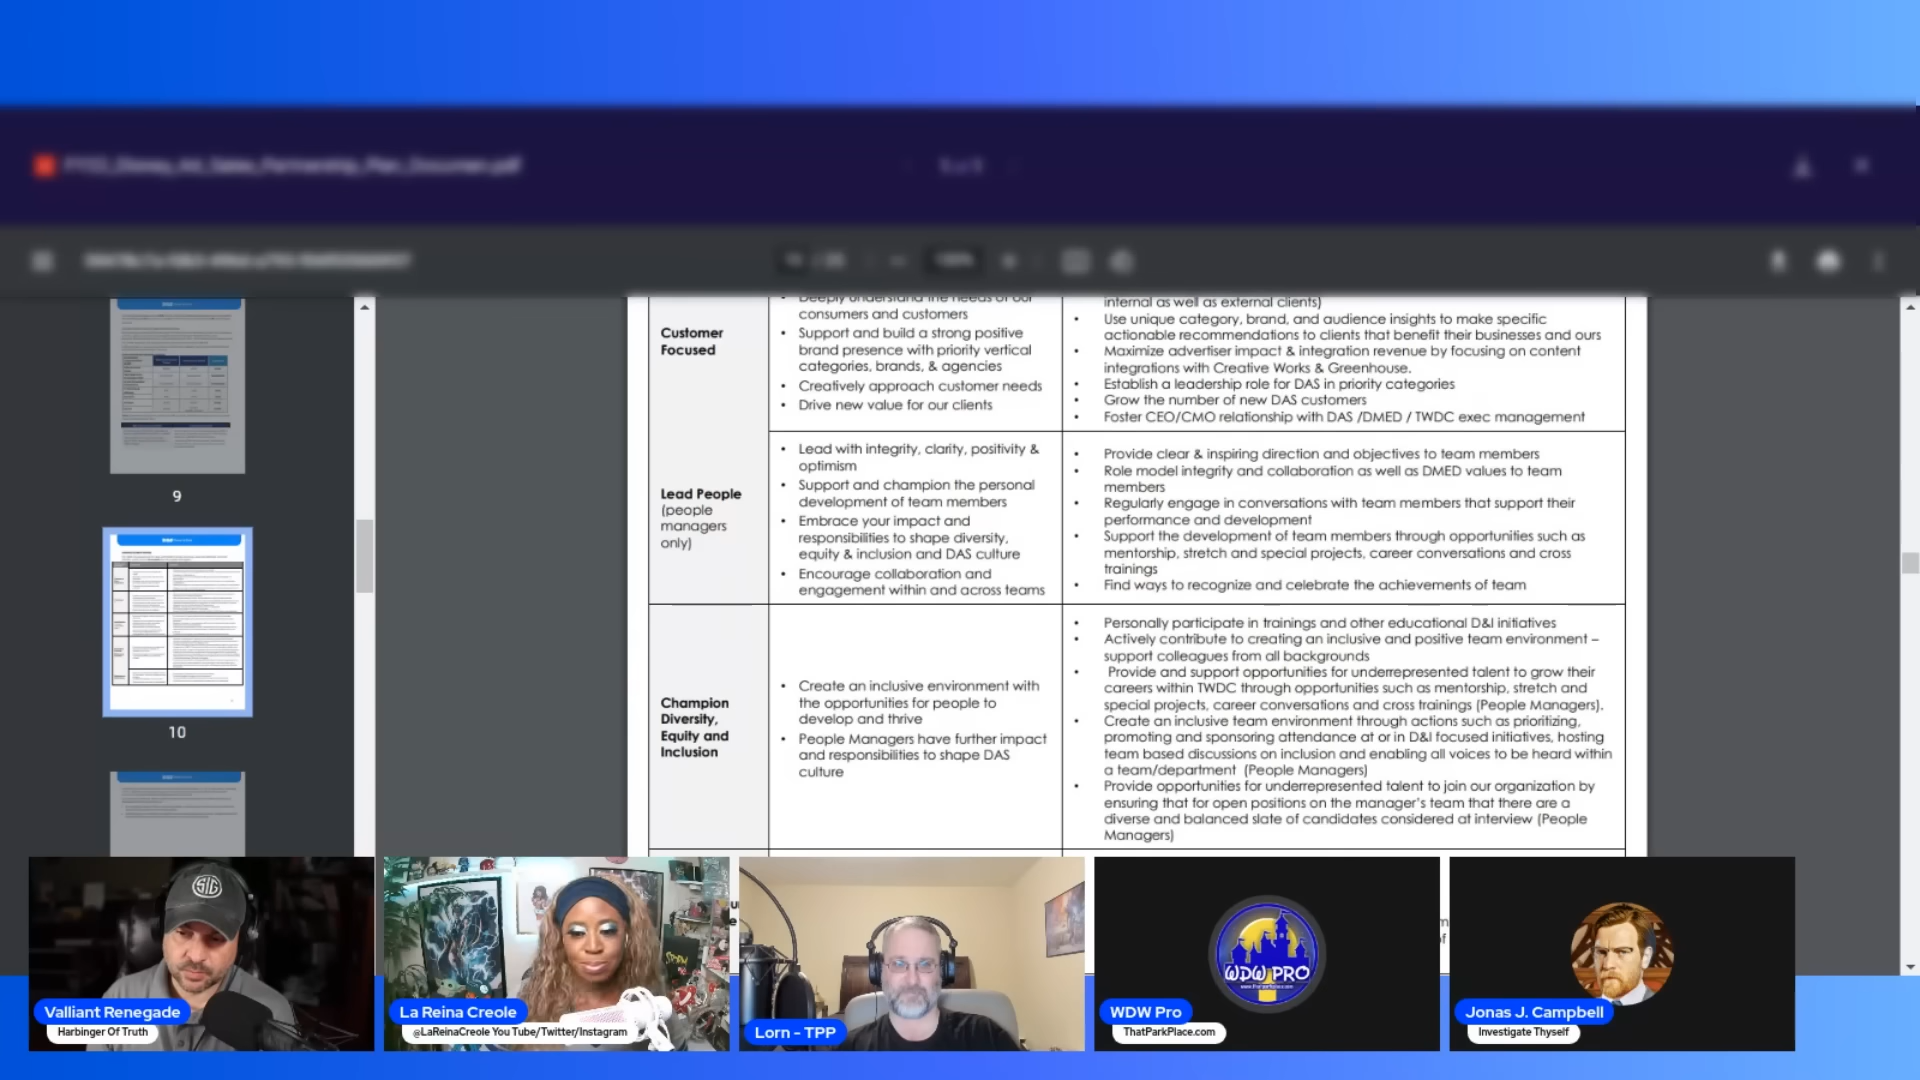 Customer
Focused
Deeply understand the needs of our
consumers and customers
• Support and build a strong positive
brand presence with priority vertical
categories, brands, & agencies
• Creatively approach customer needs
• Drive new value for our clients
internal as well as external clients)
• Use unique category, brand, and audience insights to make specific
actionable recommendations to clients that benefit their businesses and ours
• Maximize advertiser impact & integration revenue by focusing on content
integrations with Creative Works & Greenhouse.
• Establish a leadership role for DAS in priority categories
• Grow the number of new DAS customers
• Foster CEO/CMO relationship with DAS /DMED / TWDC exec management
Lead People
(people
managers
only)
• Lead with integrity, clarity, positivity &
optimism
• Support and champion the personal
development of team members
• Embrace your impact and
responsibilities to shape diversity,
equity & inclusion and DAS culture
• Encourage collaboration and
engagement within and across teams
• Provide clear & inspiring direction and objectives to team members
• Role model integrity and collaboration as well as DMED values to team
members
• Regularly engage in conversations with team members that support their
performance and development
• Support the development of team members through opportunities such as
mentorship, stretch and special projects, career conversations and cross
trainings
• Find ways to recognize and celebrate the achievements of team
Champion
Diversity,
Equity and
Inclusion
• Create an inclusive environment with
the opportunities for people to
develop and thrive
• People Managers have further impact
and responsibilities to shape DAS
culture
• Personally participate in trainings and other educational D&I initiatives
• Actively contribute to creating an inclusive and positive team environment –
support colleagues from all backgrounds
• Provide and support opportunities for underrepresented talent to grow their
careers within TWDC through opportunities such as mentorship, stretch and
special projects, career conversations and cross trainings (People Managers).
• Create an inclusive team environment through actions such as prioritizing,
promoting and sponsoring attendance at or in D&I focused initiatives, hosting
team based discussions on inclusion and enabling all voices to be heard within
a team/department (People Managers)
• Provide opportunities for underrepresented talent to join our organization by
ensuring that for open positions on the manager's team that there are a
diverse and balanced slate of candidates considered at interview (People
Managers)
9
10
SIG
Valliant Renegade
Harbinger Of Truth
La Reina Creole
@LaReinaCreole You Tube/Twitter/Instagram
Lorn - TPP
WDW PRO
WDW Pro
ThatParkPlace.com
Jonas J. Campbell
Investigate Thyself